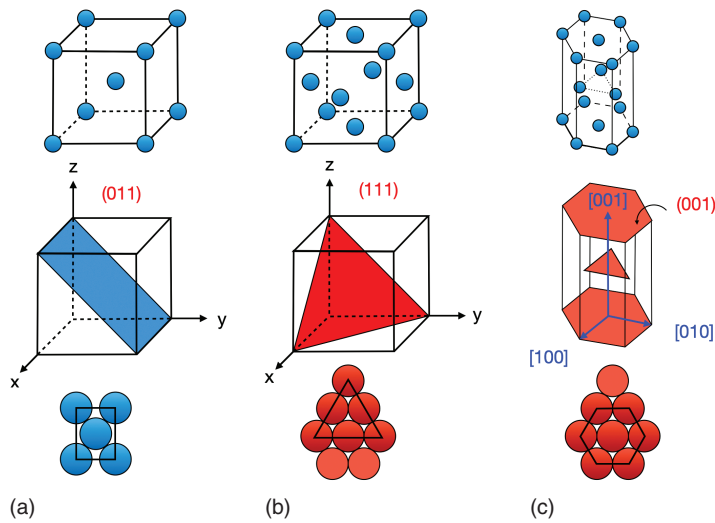 z
(011)
y
x
(a)
z
(111)
y
x
(b)
[001]
(001)
[010]
[100]
(c)